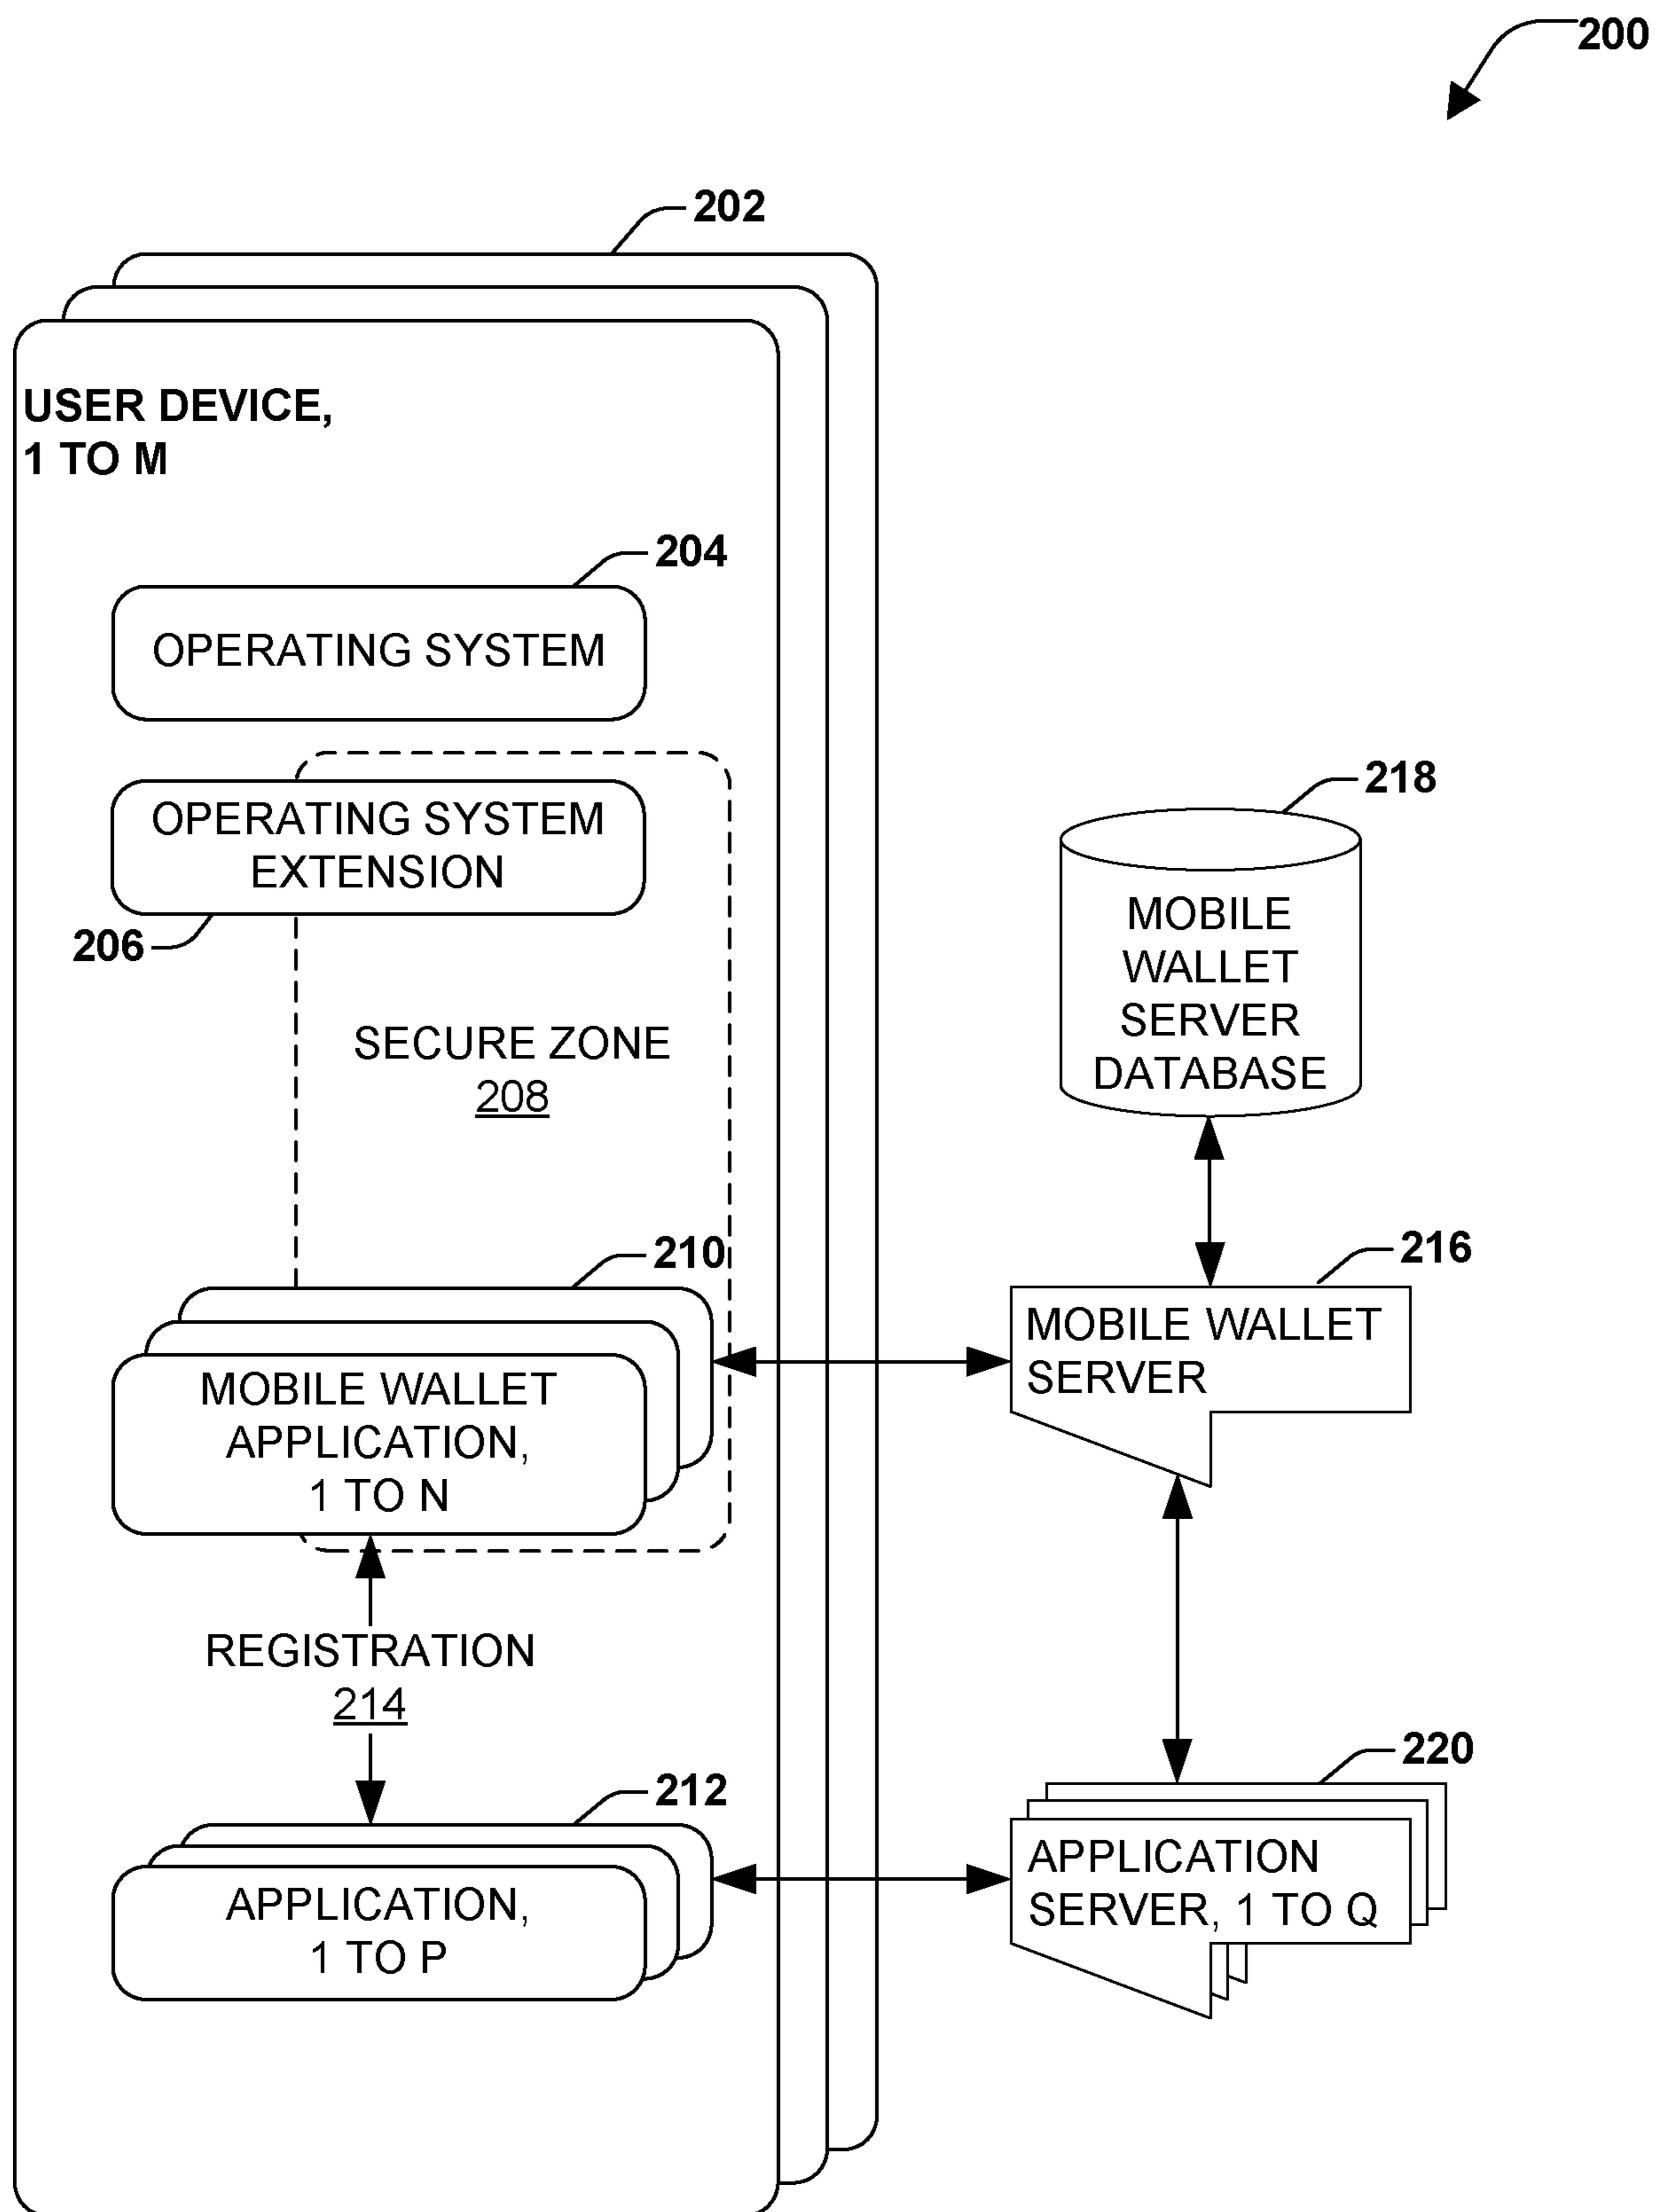 200
202
USER DEVICE,
1 TO M
204
OPERATING SYSTEM
OPERATING SYSTEM
EXTENSION
206
SECURE ZONE
208
210
MOBILE WALLET
APPLICATION,
1 TO N
REGISTRATION
214
212
APPLICATION,
1 TO P
218
MOBILE
WALLET
SERVER
DATABASE
216
MOBILE WALLET
SERVER
220
APPLICATION
SERVER, 1 TO Q